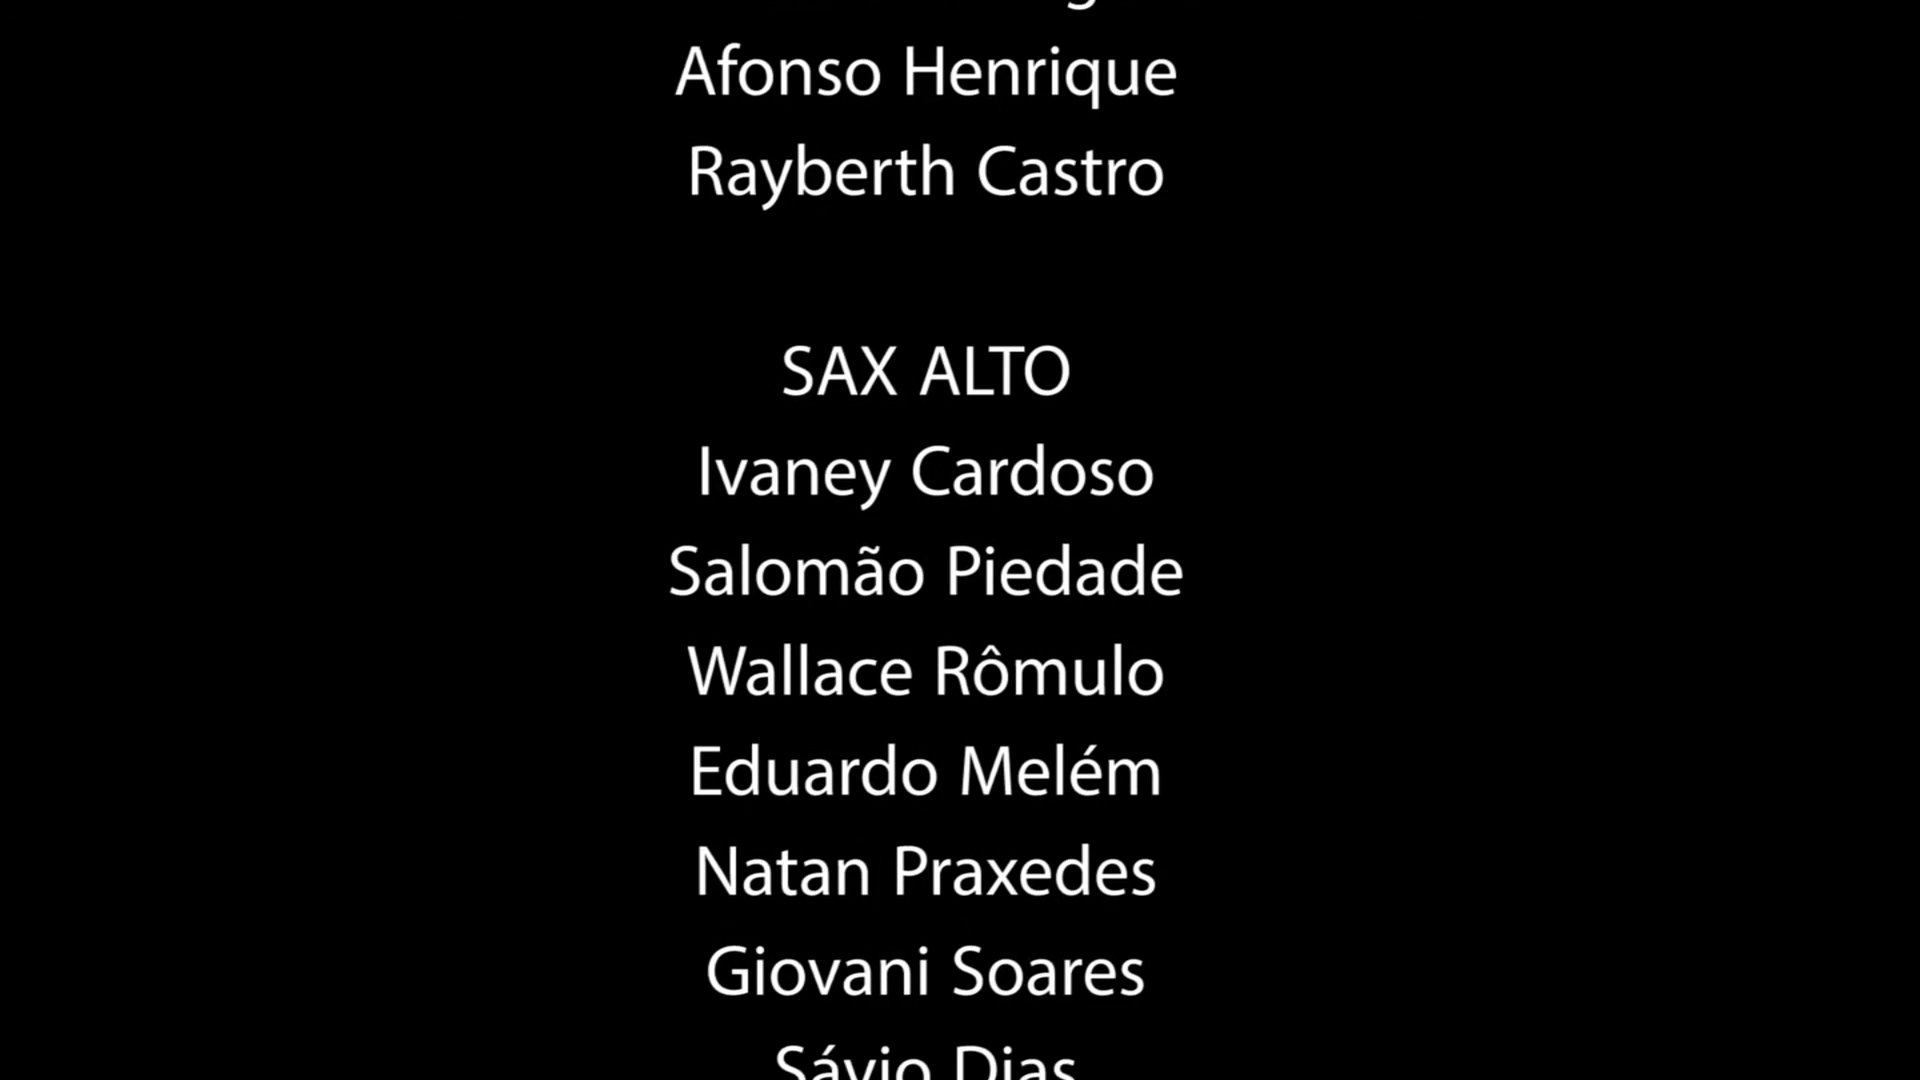 Afonso Henrique
Rayberth Castro
SAX ALTO
Ivaney Cardoso
Salomão Piedade
Wallace Rômulo
Eduardo Melém
Natan Praxedes
Giovani Soares
Sávio Dias